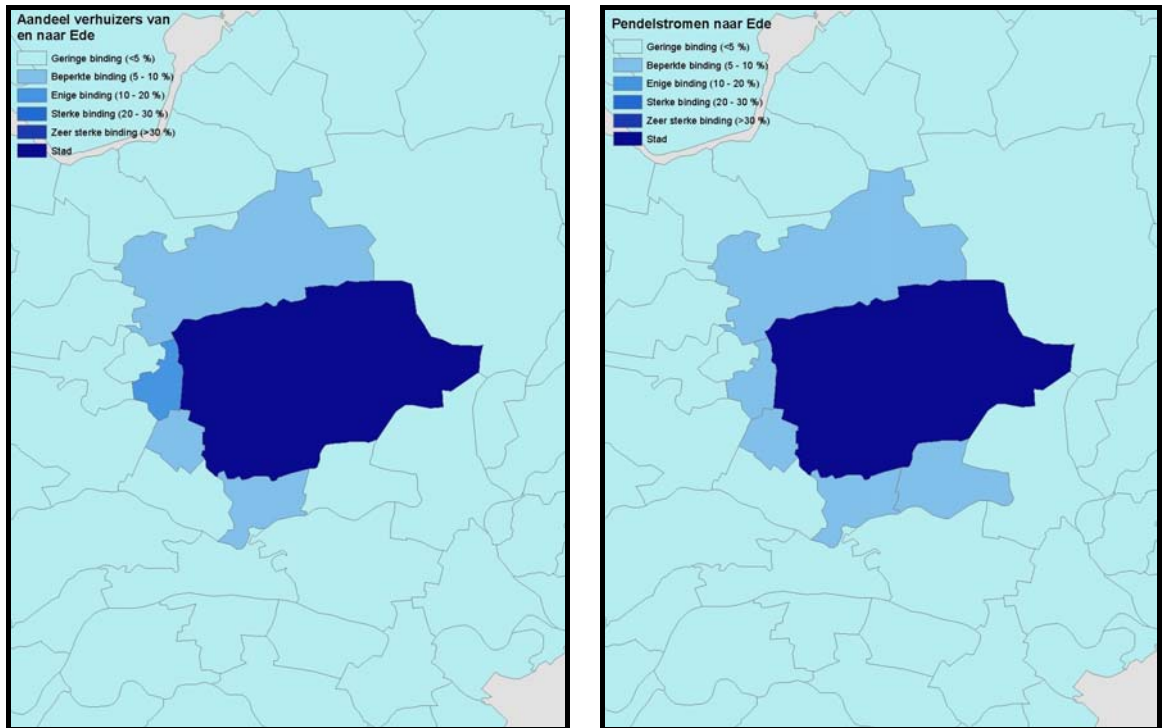 Aandeel verhuizers van
en naar Ede
Geringe binding (<5 %)
Beperkte binding (5 - 10 %)
Enige binding (10 - 20 %)
Sterke binding (20 - 30 %)
Zeer sterke binding (>30 %)
Stad
Pendelstromen naar Ede
Geringe binding (<5 %)
Beperkte binding (5 - 10 %)
Enige binding (10 - 20 %)
Sterke binding (20 - 30 %)
Zeer sterke binding (>30 %)
Stad